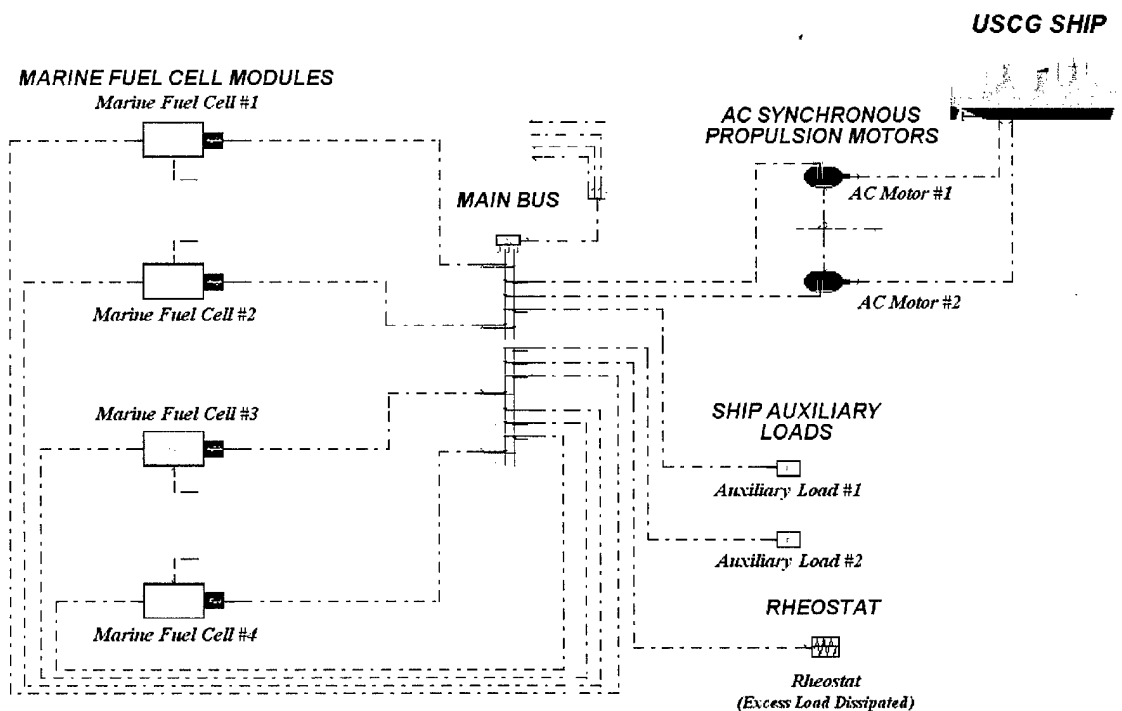 USCG SHIP
MARINE FUEL CELL MODULES
Marine Fuel Cell #1
AC SYNCHRONOUS
PROPULSION MOTORS
AC Motor #1
MAIN BUS
Marine Fuel Cell #2
AC Motor #2
Marine Fuel Cell #3
SHIP AUXILIARY
LOADS
Auxiliary Load #1
Auxiliary Load #2
RHEOSTAT
Marine Fuel Cell #4
Rheostat
(Excess Load Dissipated)